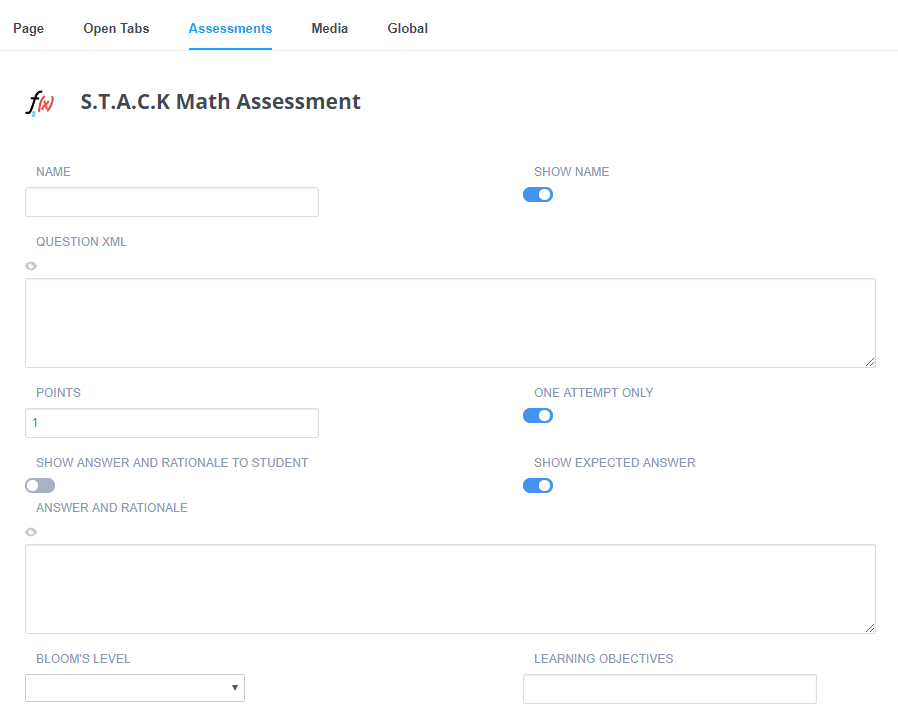 Page Open Tabs Assessments Media Global
f(x) S.T.A.C.K Math Assessment
NAME SHOW NAME
QUESTION XML
POINTS ONE ATTEMPT ONLY
1
SHOW ANSWER AND RATIONALE TO STUDENT SHOW EXPECTED ANSWER
ANSWER AND RATIONALE
BLOOM'S LEVEL LEARNING OBJECTIVES